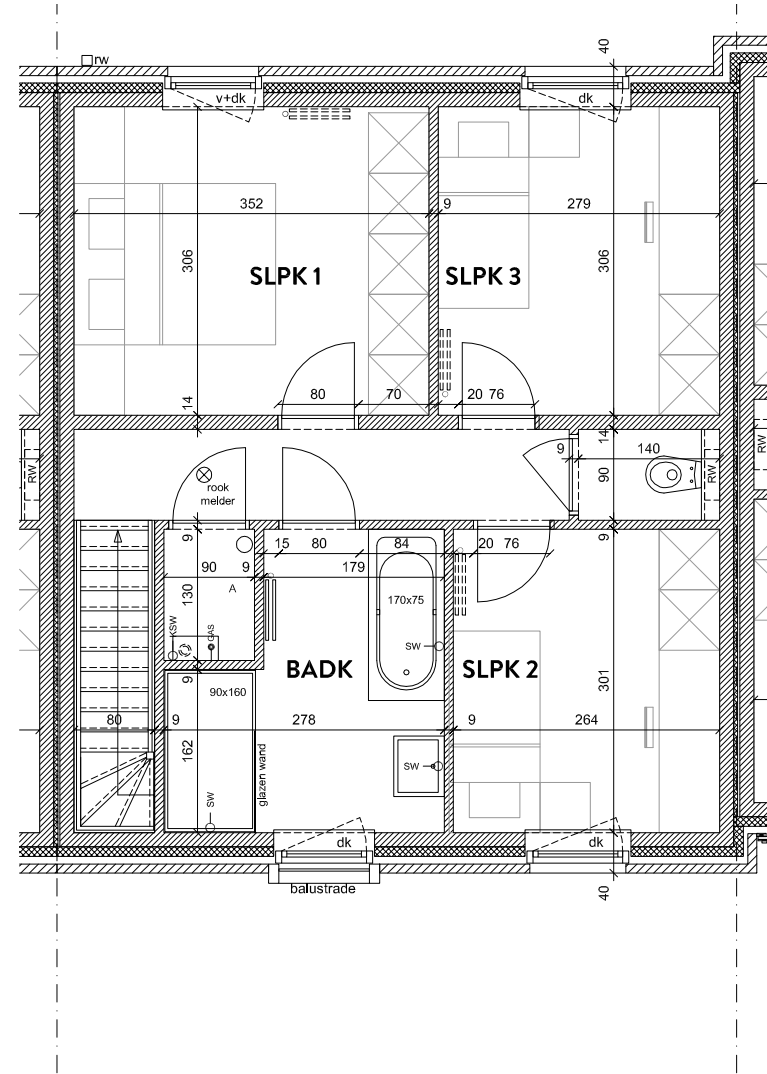 40
rw
v+dk
dk
352
9
279
306
306
SLPK 1
SLPK 3
14
80
70
20 76
14
9
140
90
RW
RW
RW
rook
melder
9
15
80
84
20 76
9
90
9
179
A
130
170x75
KSW
GAS
SW
BADK
SLPK 2
301
9
90x160
80
9
278
9
264
162
glazen wand
SW
SW
dk
dk
balustrade
40